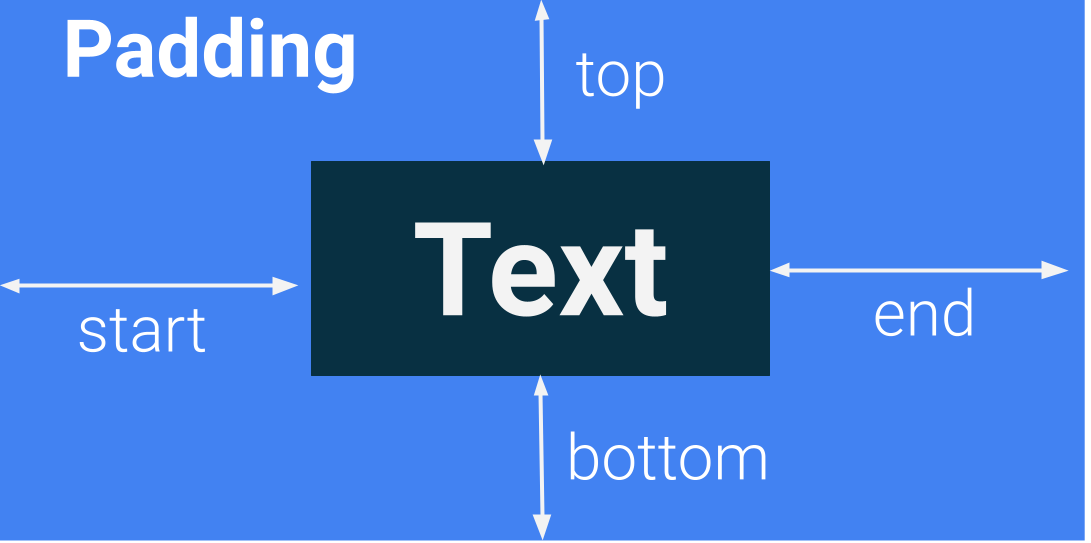 Padding
top
Text
start
end
bottom